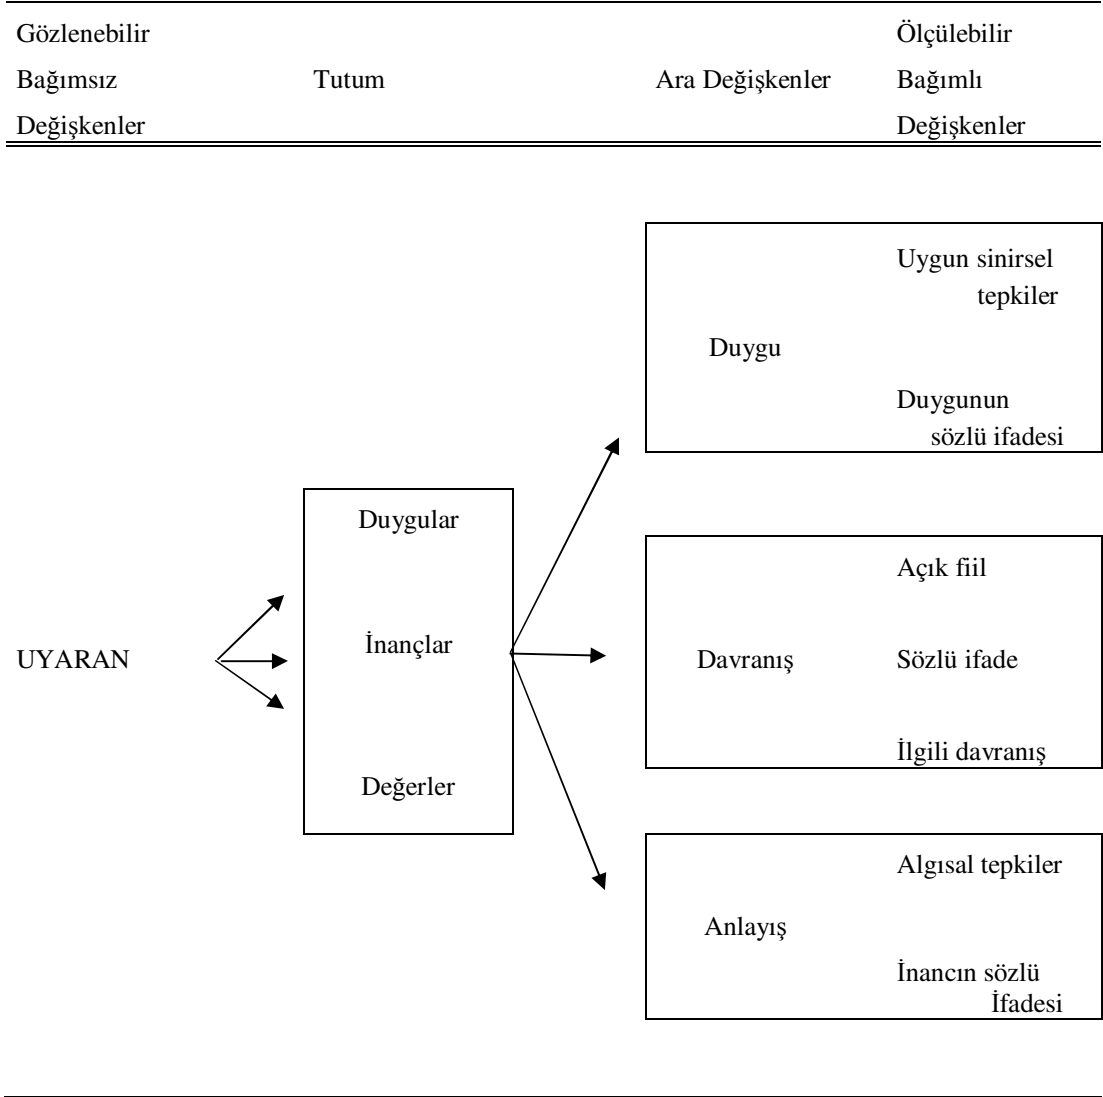 Gözlenebilir
Bağımsız
Değişkenler
Tutum
Ara Değişkenler
Ölçülebilir
Bağımlı
Değişkenler
UYARAN
Duygular
İnançlar
Değerler
Duygu
Uygun sinirsel
tepkiler
Duygunun
sözlü ifadesi
Davranış
Açık fiil
Sözlü ifade
İlgili davranış
Anlayış
Algısal tepkiler
İnancın sözlü
İfadesi